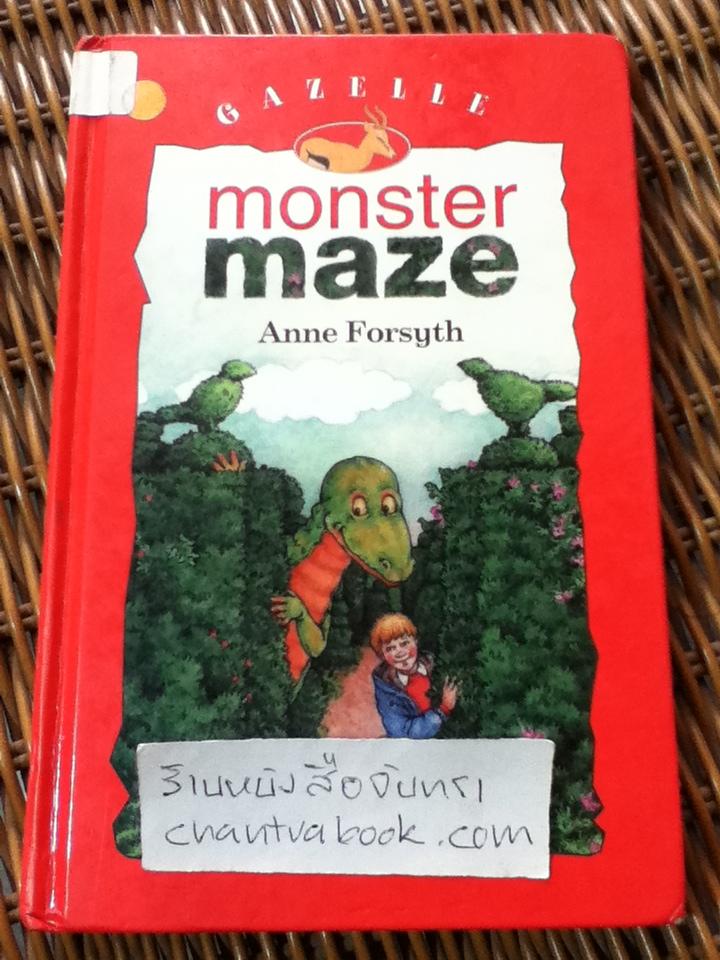 GAZELLE
monster
maze
Anne Forsyth
ร้านหนังสือจันทรา
chantrabook.com